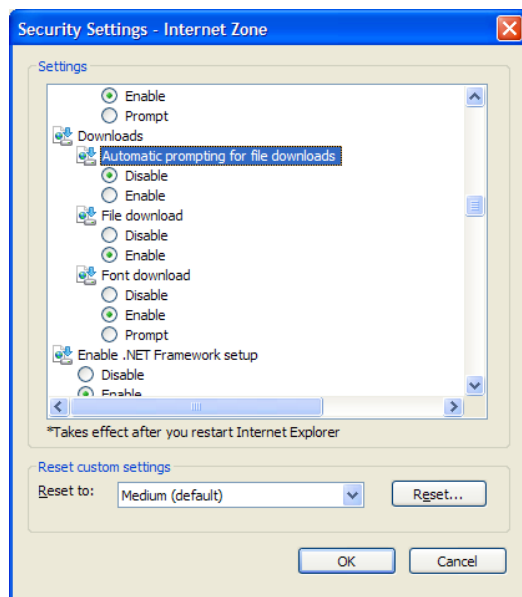 Security Settings - Internet Zone
Settings
Enable
Prompt
Downloads
Automatic prompting for file downloads
Disable
Enable
File download
Disable
Enable
Font download
Disable
Enable
Prompt
Enable .NET Framework setup
Disable
Enable
*Takes effect after you restart Internet Explorer
Reset custom settings
Reset to: Medium (default) Reset...
OK Cancel